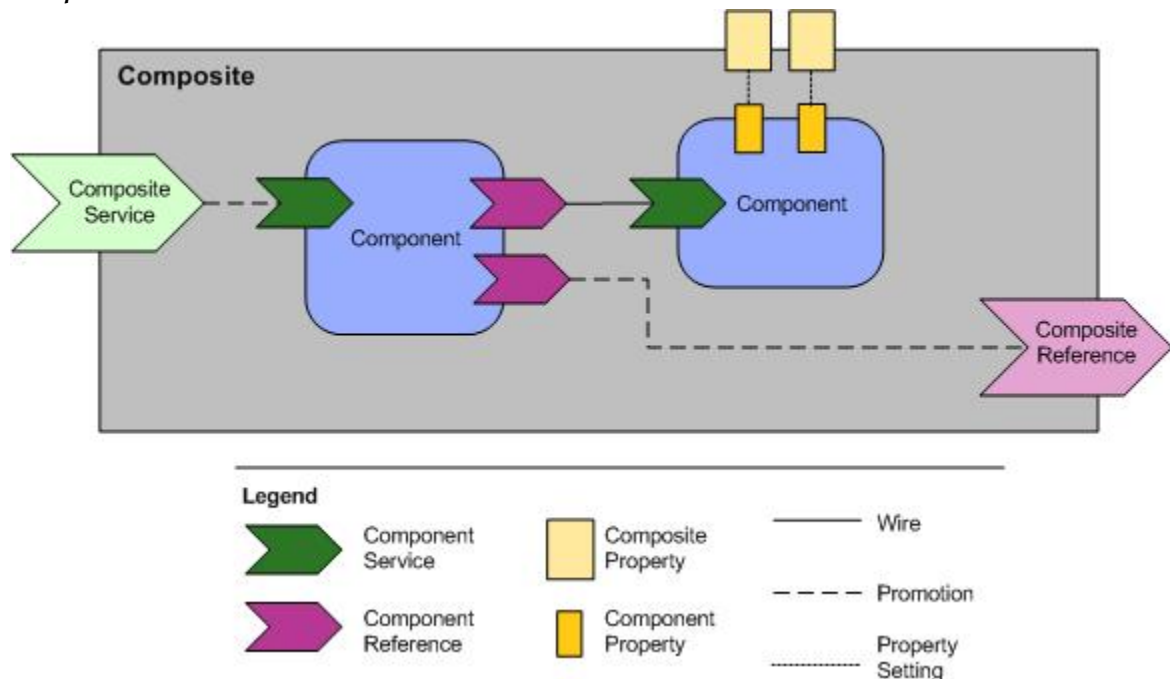 Composite
Composite
Service
Component
Component
Composite
Reference
Legend
Component
Service
Composite
Property
Wire
Component
Reference
Component
Property
Promotion
Property
Setting